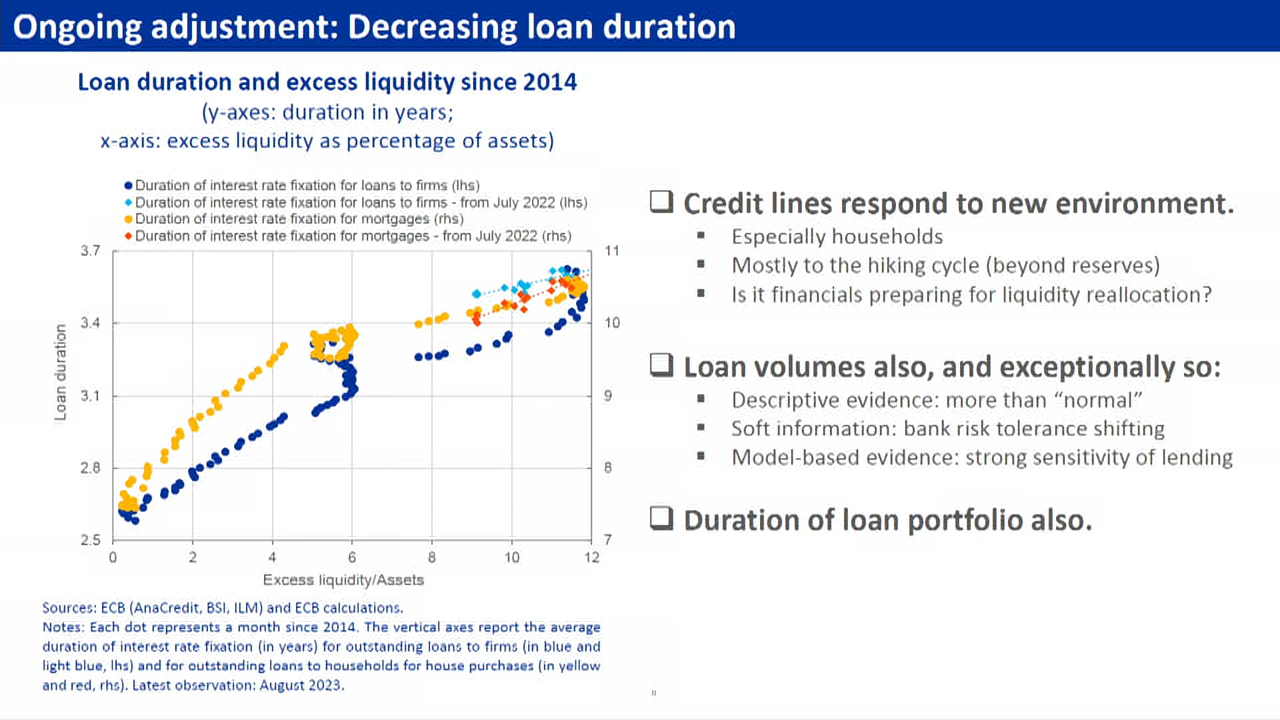 Ongoing adjustment: Decreasing loan duration
Loan duration and excess liquidity since 2014
(y-axes: duration in years;
x-axis: excess liquidity as percentage of assets)
Duration of interest rate fixation for loans to firms (lhs)
Duration of interest rate fixation for loans to firms - from July 2022 (lhs)
Duration of interest rate fixation for mortgages (rhs)
Duration of interest rate fixation for mortgages - from July 2022 (rhs)
3.7
3.4
3.1
2.8
2.5
Loan duration
11
10
9
8
7
0 2 4 6 8 10 12
Excess liquidity/Assets
Sources: ECB (AnaCredit, BSI, ILM) and ECB calculations.
Notes: Each dot represents a month since 2014. The vertical axes report the average
duration of interest rate fixation (in years) for outstanding loans to firms (in blue and
light blue, lhs) and for outstanding loans to households for house purchases (in yellow
and red, rhs). Latest observation: August 2023.
Credit lines respond to new environment.
Especially households
Mostly to the hiking cycle (beyond reserves)
Is it financials preparing for liquidity reallocation?
Loan volumes also, and exceptionally so:
Descriptive evidence: more than “normal”
Soft information: bank risk tolerance shifting
Model-based evidence: strong sensitivity of lending
Duration of loan portfolio also.